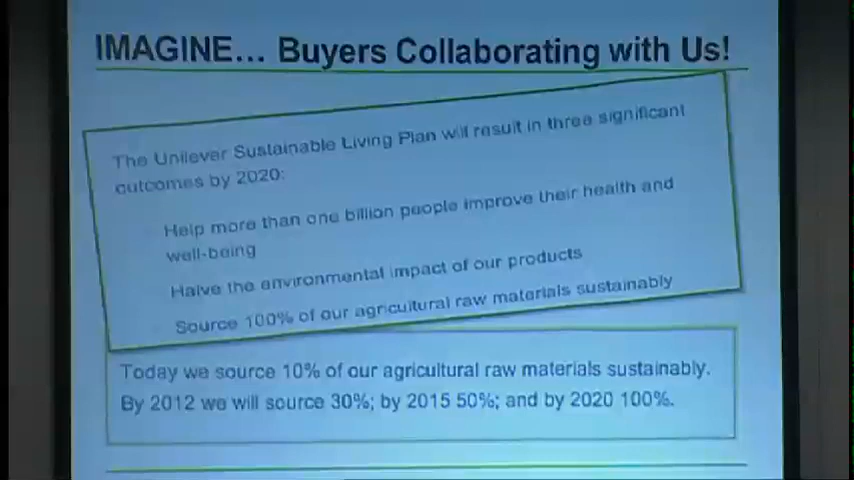 IMAGINE... Buyers Collaborating with Us!
The Unilever Sustainable Living Plan will result in three significant
outcomes by 2020:
Help more than one billion people improve their health and
well-being
Halve the environmental impact of our products
Source 100% of our agricultural raw materials sustainably
Today we source 10% of our agricultural raw materials sustainably.
By 2012 we will source 30%; by 2015 50%; and by 2020 100%.